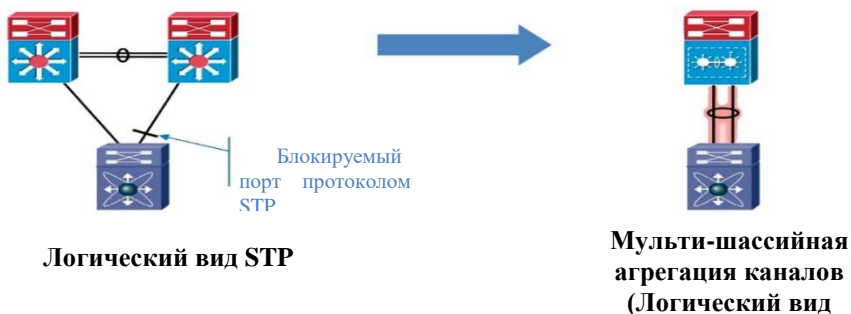 Блокируемый
порт протоколом
STP
Логический вид STP
Мульти-шассийная
агрегация каналов
(Логический вид